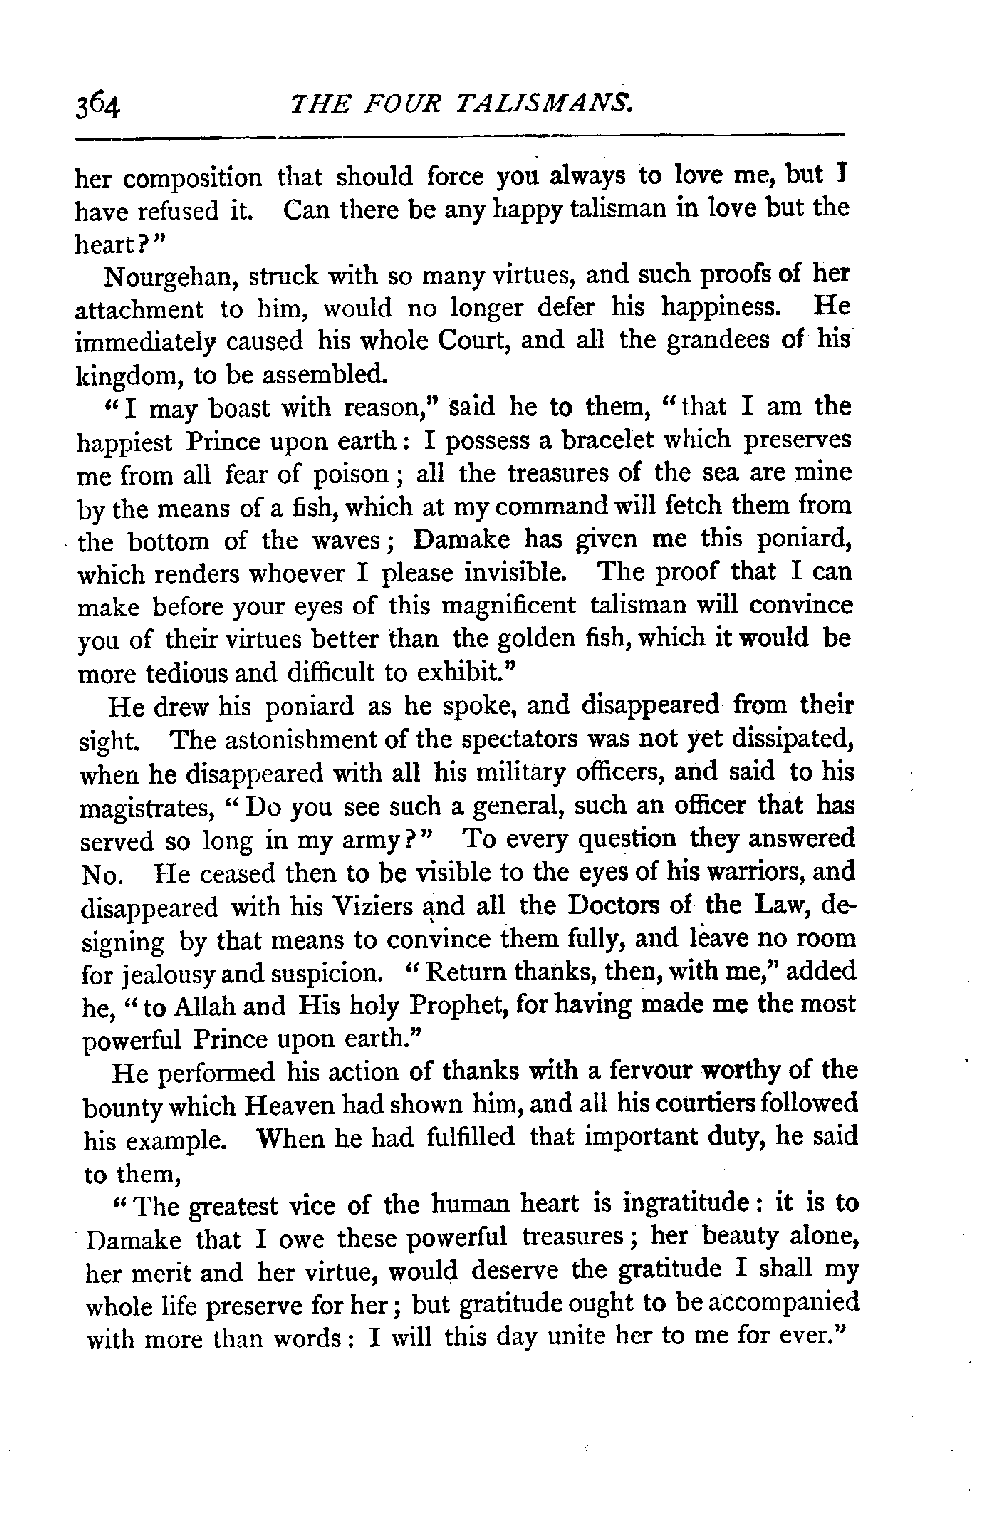 364 THE FOUR TALISMANS.
her composition that should force you always to love me, but I
have refused it. Can there be any happy talisman in love but the
heart?"
Nourgehan, struck with so many virtues, and such proofs of her
attachment to him, would no longer defer his happiness. He
immediately caused his whole Court, and all the grandees of his
kingdom, to be assembled.
"I may boast with reason," said he to them, "that I am the
happiest Prince upon earth: I possess a bracelet which preserves
me from all fear of poison; all the treasures of the sea are mine
by the means of a fish, which at my command will fetch them from
the bottom of the waves; Damake has given me this poniard,
which renders whoever I please invisible. The proof that I can
make before your eyes of this magnificent talisman will convince
you of their virtues better than the golden fish, which it would be
more tedious and difficult to exhibit."
He drew his poniard as he spoke, and disappeared from their
sight. The astonishment of the spectators was not yet dissipated,
when he disappeared with all his military officers, and said to his
magistrates, "Do you see such a general, such an officer that has
served so long in my army?" To every question they answered
No. He ceased then to be visible to the eyes of his warriors, and
disappeared with his Viziers and all the Doctors of the Law, de-
signing by that means to convince them fully, and leave no room
for jealousy and suspicion. "Return thanks, then, with me," added
he, "to Allah and His holy Prophet, for having made me the most
powerful Prince upon earth."
He performed his action of thanks with a fervour worthy of the
bounty which Heaven had shown him, and all his courtiers followed
his example. When he had fulfilled that important duty, he said
to them,
"The greatest vice of the human heart is ingratitude: it is to
Damake that I owe these powerful treasures; her beauty alone,
her merit and her virtue, would deserve the gratitude I shall my
whole life preserve for her; but gratitude ought to be accompanied
with more than words: I will this day unite her to me for ever."